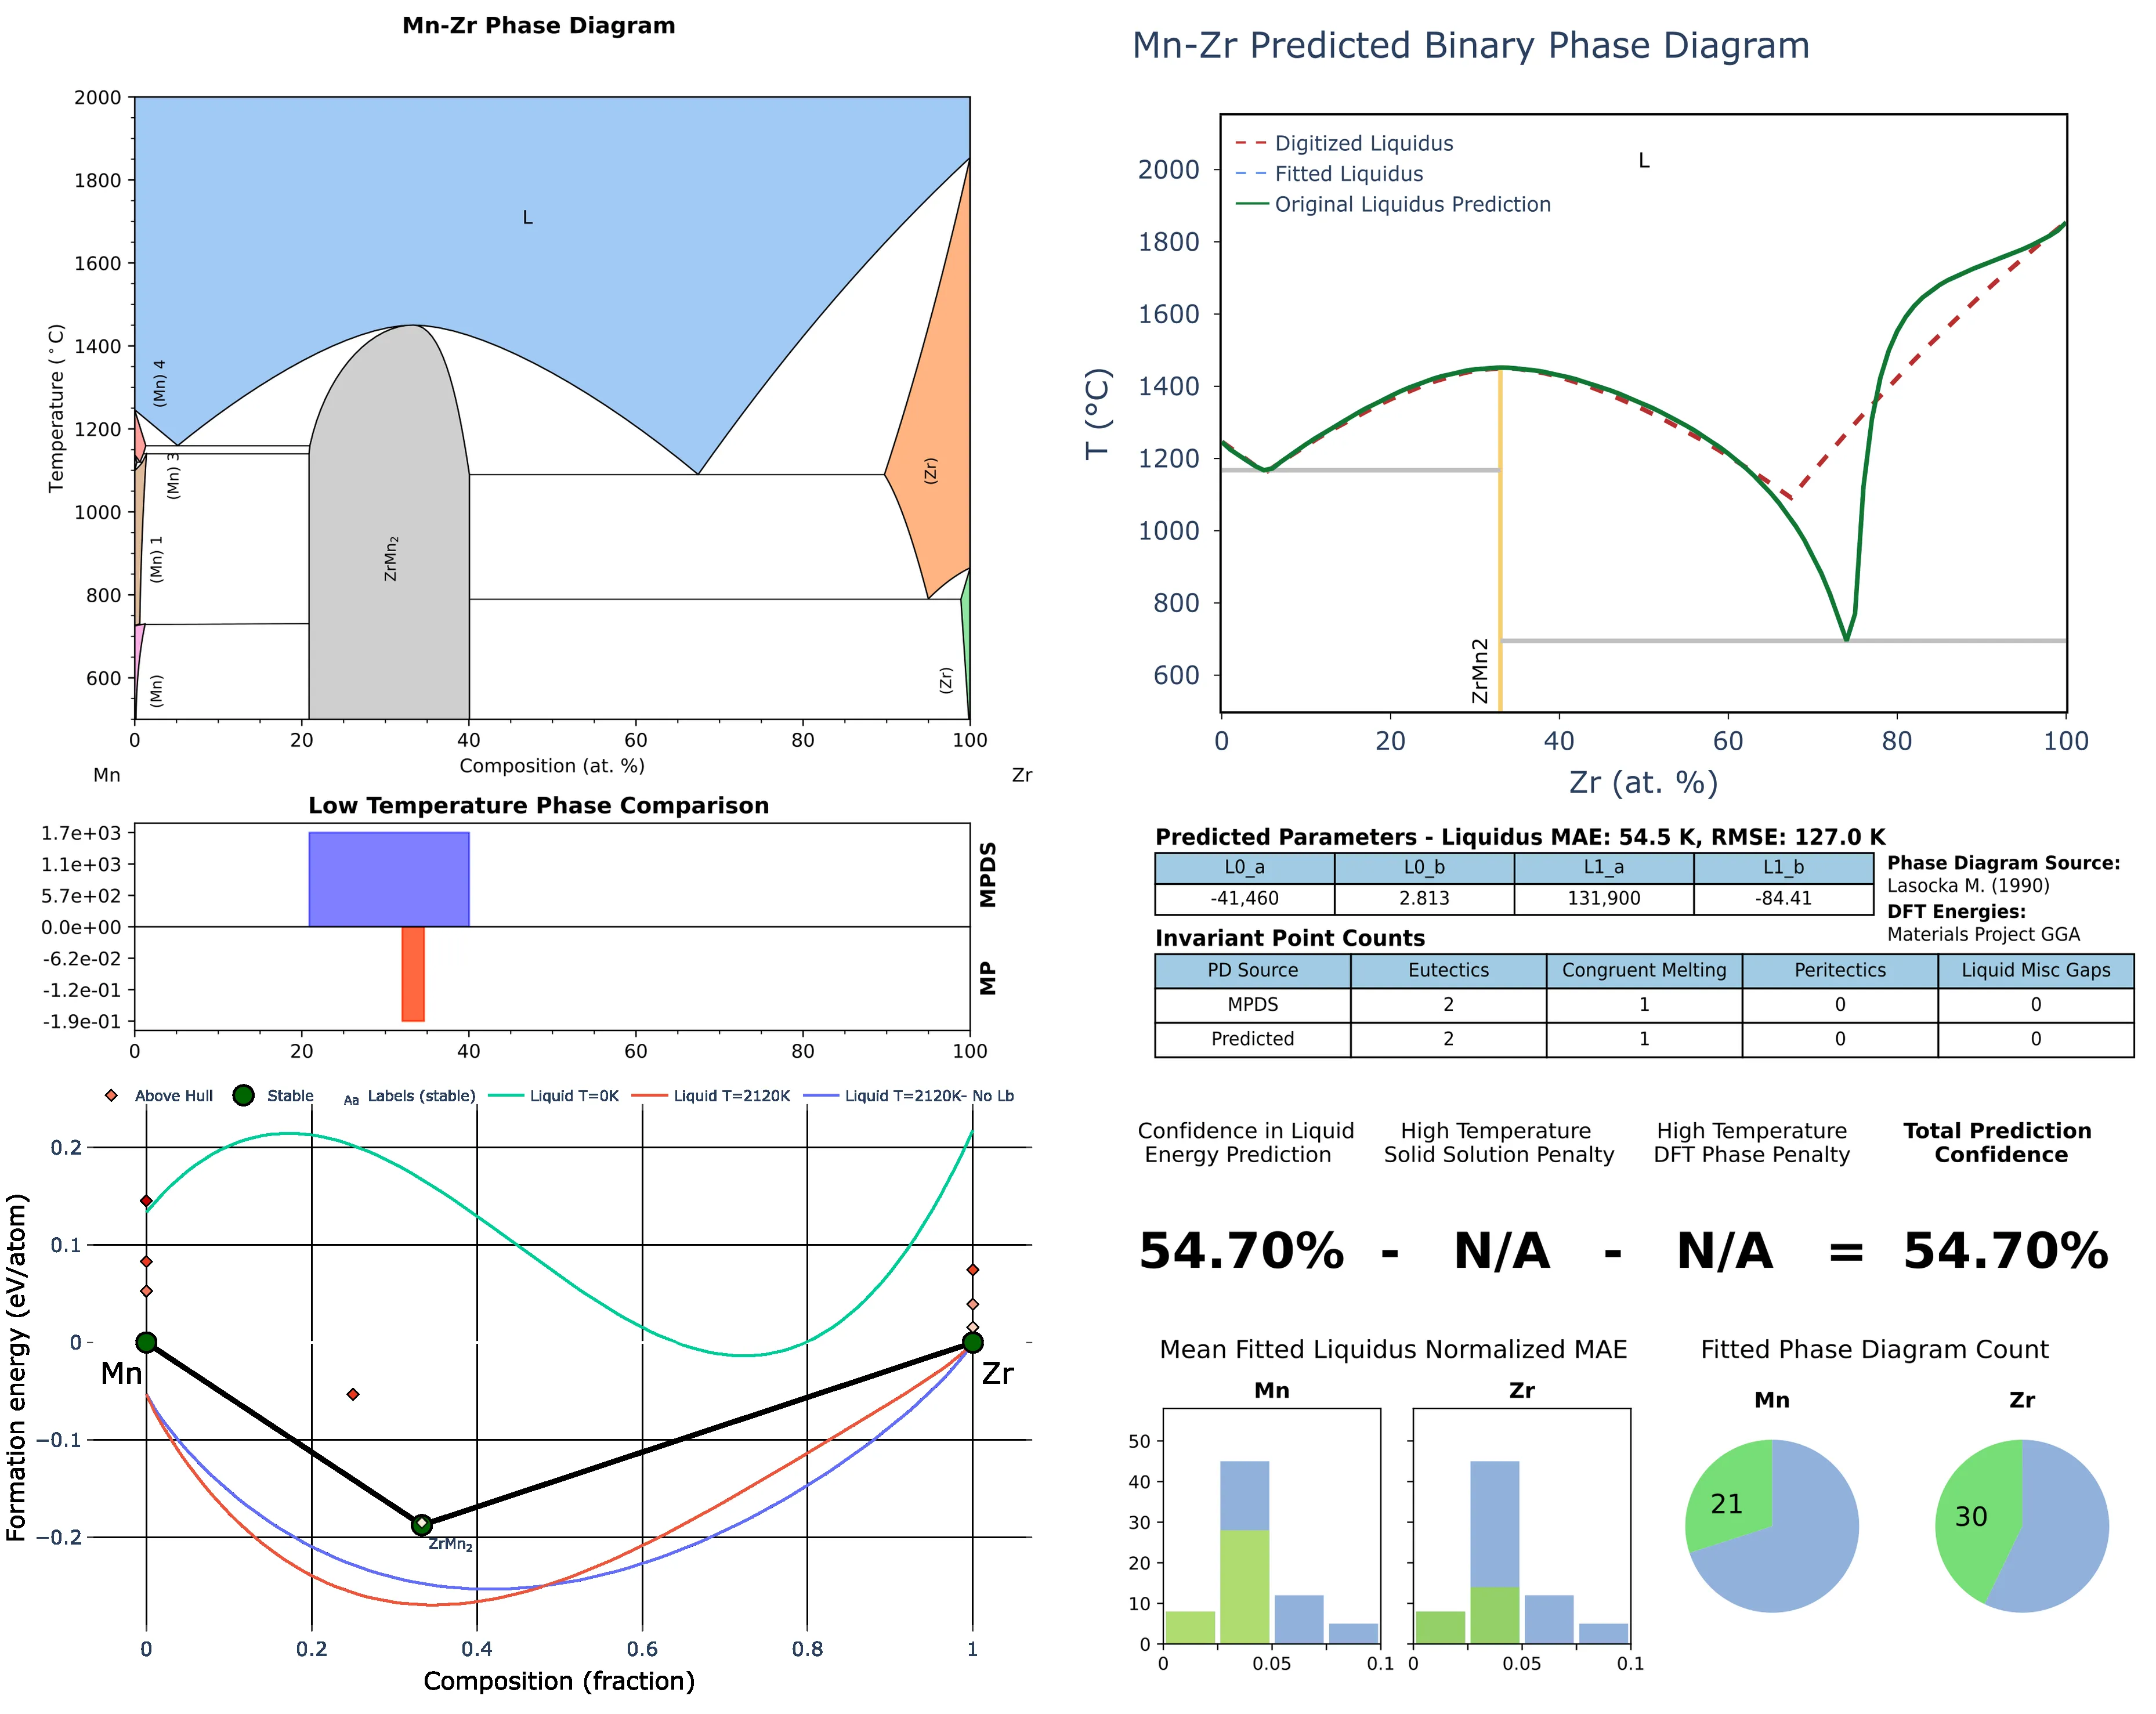 Mn-Zr Phase Diagram
2000
1800
1600
1400
1200
1000
800
600
Temperature (°C)
L
(Mn) 4
(Mn) 3
(Mn) 1
(Mn)
ZrMn2
(Zr)
(Zr)
0 20 40 60 80 100
Mn Composition (at. %) Zr
Low Temperature Phase Comparison
1.7e+03
1.1e+03
5.7e+02
0.0e+00
-6.2e-02
-1.2e-01
-1.9e-01
MPDS
MP
0 20 40 60 80 100
Above Hull Stable Aa Labels (stable) Liquid T=0K Liquid T=2120K Liquid T=2120K- No Lb
0.2
0.1
0
−0.1
−0.2
Formation energy (eV/atom)
Mn
Zr
ZrMn2
0 0.2 0.4 0.6 0.8 1
Composition (fraction)
Mn-Zr Predicted Binary Phase Diagram
Digitized Liquidus
Fitted Liquidus
Original Liquidus Prediction
L
2000
1800
1600
1400
1200
1000
800
600
T (°C)
ZrMn2
0 20 40 60 80 100
Zr (at. %)
Predicted Parameters - Liquidus MAE: 54.5 K, RMSE: 127.0 K
L0_a L0_b L1_a L1_b
-41,460 2.813 131,900 -84.41
Phase Diagram Source:
Lasocka M. (1990)
DFT Energies:
Materials Project GGA
Invariant Point Counts
PD Source Eutectics Congruent Melting Peritectics Liquid Misc Gaps
MPDS 2 1 0 0
Predicted 2 1 0 0
Confidence in Liquid
Energy Prediction
High Temperature
Solid Solution Penalty
High Temperature
DFT Phase Penalty
Total Prediction
Confidence
54.70% - N/A - N/A = 54.70%
Mean Fitted Liquidus Normalized MAE
Mn Zr
50
40
30
20
10
0
0 0.05 0.1 0 0.05 0.1
Fitted Phase Diagram Count
Mn Zr
21 30